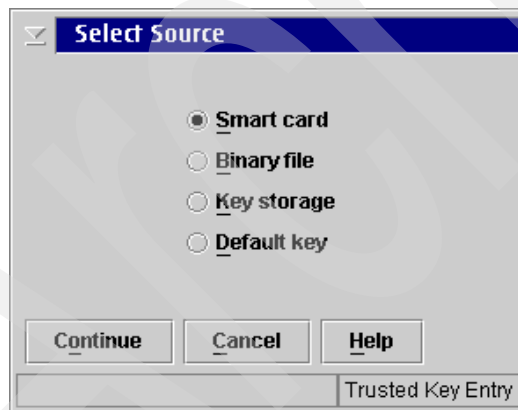 Select Source
Smart card
Binary file
Key storage
Default key
Continue Cancel Help
Trusted Key Entry